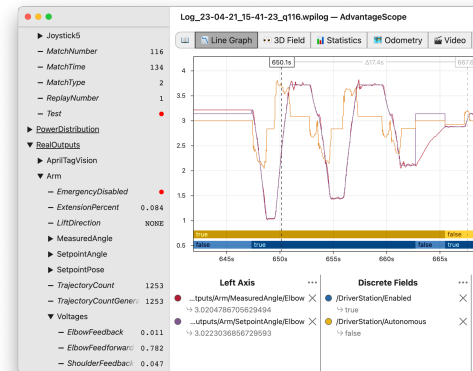 Log_23-04-21_15-41-23_q116.wpilog — AdvantageScope
Joystick5
MatchNumber 116
MatchTime 134
MatchType 2
ReplayNumber 1
Test
PowerDistribution
RealOutputs
AprilTagVision
Arm
EmergencyDisabled
ExtensionPercent 0.084
LiftDirection NONE
MeasuredAngle
SetpointAngle
SetpointPose
TrajectoryCount 1253
TrajectoryCountGenera 1253
Voltages
ElbowFeedback 0.011
ElbowFeedforward 0.782
ShoulderFeedback 0.047
Line Graph
3D Field
Statistics
Odometry
Video
650.1s
Δ17.4s
4
3.5
3
2.5
2
1.5
1
0.5
true
true
false
true
false
true
645s
650s
655s
660s
665s
Left Axis
...tputs/Arm/MeasuredAngle/Elbow
3.0204786705629494
...utputs/Arm/SetpointAngle/Elbow
3.0223036856729593
Discrete Fields
/DriverStation/Enabled
true
/DriverStation/Autonomous
false